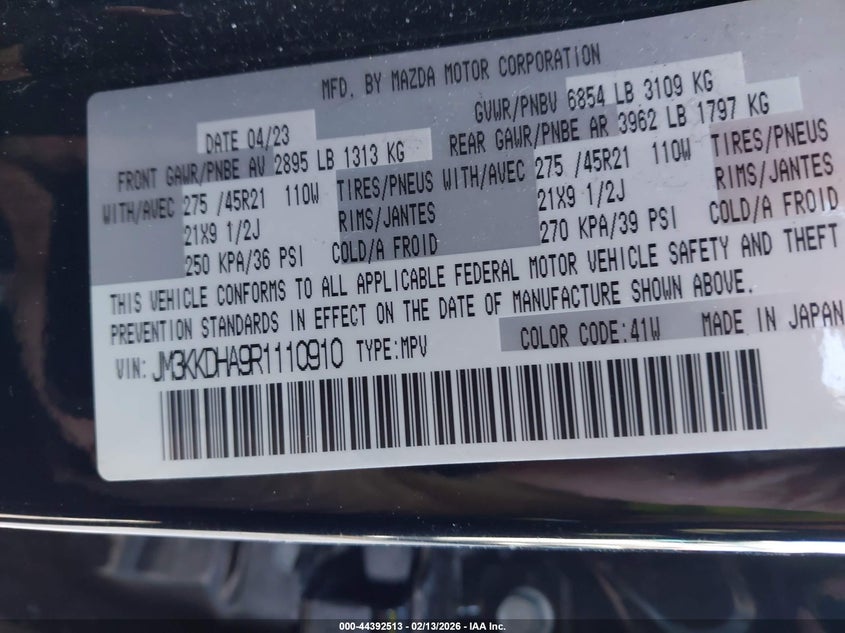 MFD. BY MAZDA MOTOR CORPORATION
DATE 04/23
GVWR/PNBV 6854 LB 3109 KG
FRONT GAWR/PNBE AV 2895 LB 1313 KG
REAR GAWR/PNBE AR 3962 LB 1797 KG
WITH/AVEC 275 /45R21 110W TIRES/PNEUS WITH/AVEC 275 /45R21 110W TIRES/PNEUS
21X9 1/2J RIMS/JANTES 21X9 1/2J RIMS/JANTES
250 KPA/36 PSI COLD/A FROID 270 KPA/39 PSI COLD/A FROID
THIS VEHICLE CONFORMS TO ALL APPLICABLE FEDERAL MOTOR VEHICLE SAFETY AND THEFT
PREVENTION STANDARDS IN EFFECT ON THE DATE OF MANUFACTURE SHOWN ABOVE.
COLOR CODE:41W MADE IN JAPAN
VIN: JM3KKDHA9R1110910 TYPE:MPV
000-44392513 - 02/13/2026 - IAA Inc.